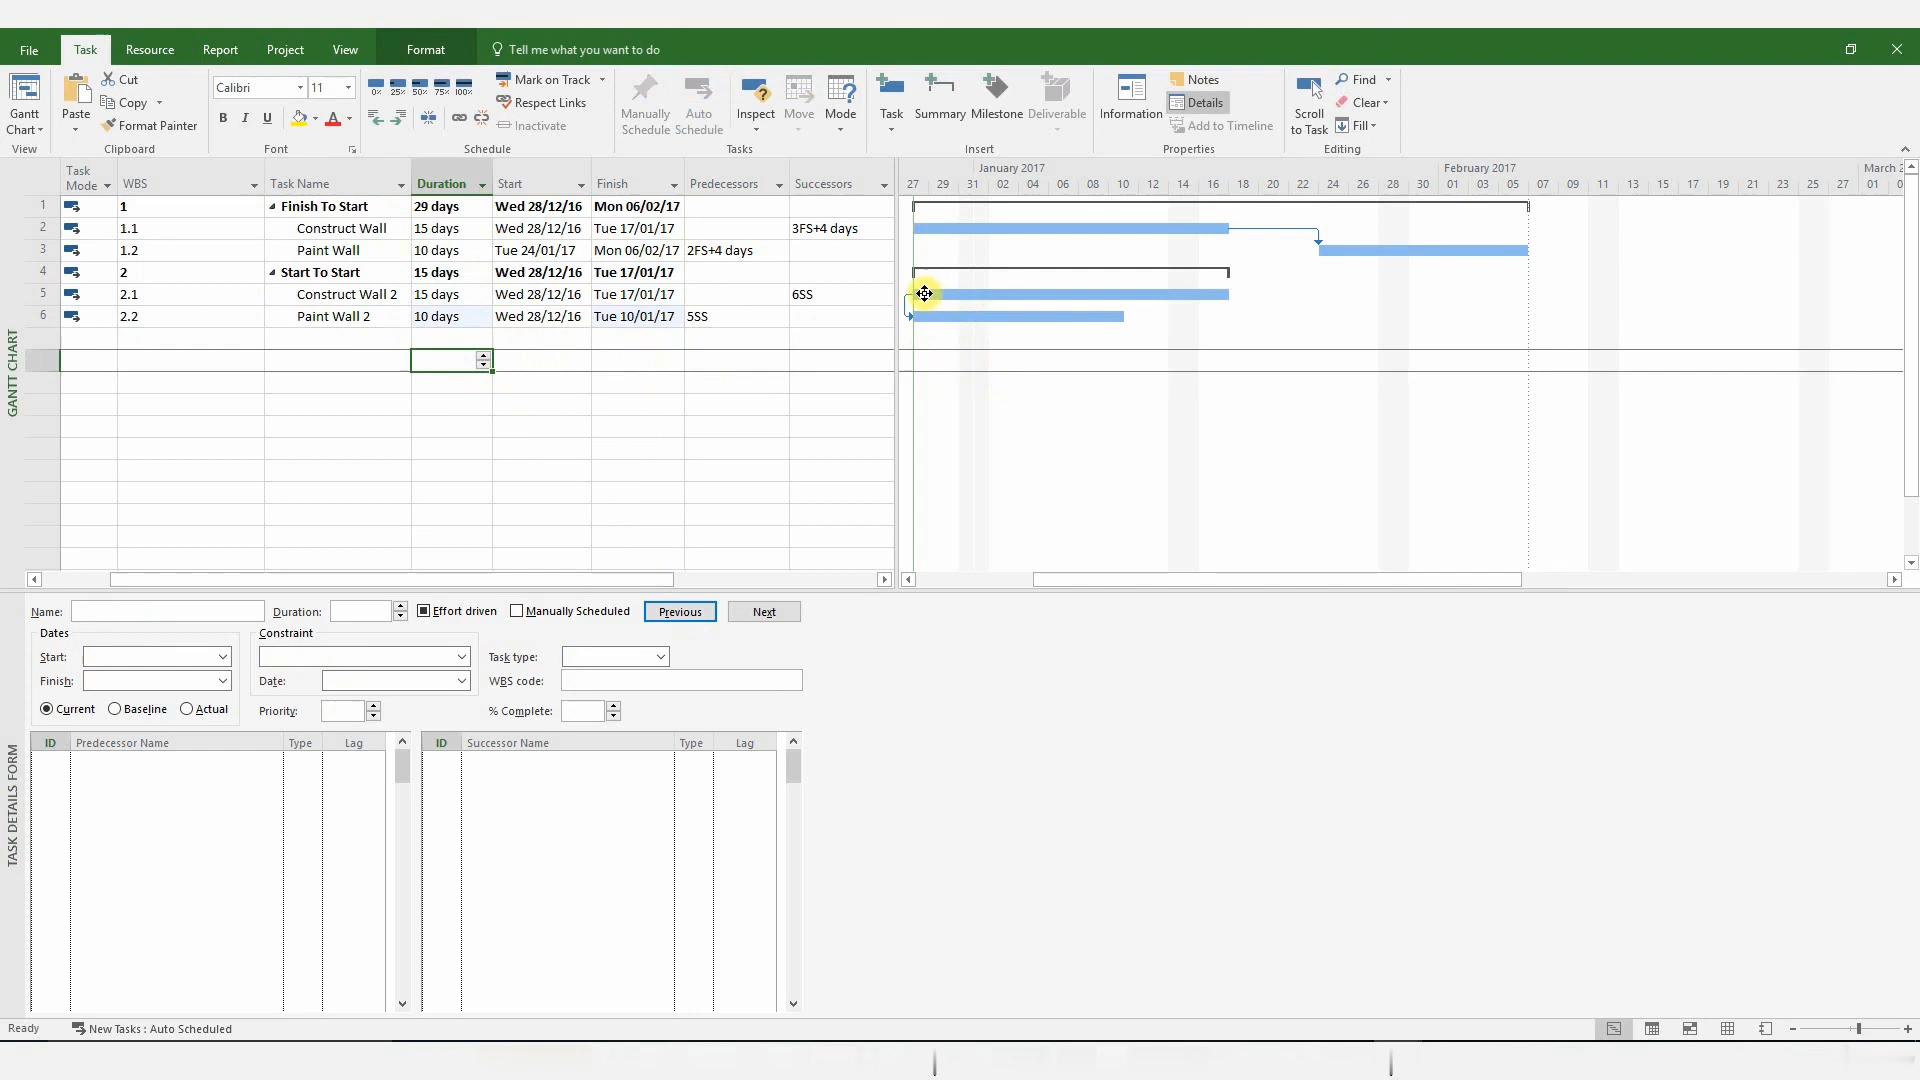 File Task Resource Report Project View Format Tell me what you want to do
Gantt Chart
View
Paste
Cut
Copy
Format Painter
Clipboard
Calibri 11
B I U A
Font
0% 25% 50% 75% 100%
Mark on Track
Respect Links
Inactivate
Schedule
Manually Schedule
Auto Schedule
Inspect
Move
Mode
Tasks
Task
Summary
Milestone
Deliverable
Insert
Information
Notes
Details
Add to Timeline
Properties
Scroll to Task
Find
Clear
Fill
Editing
Task Mode WBS Task Name Duration Start Finish Predecessors Successors
January 2017 February 2017 March 2
27 29 31 02 04 06 08 10 12 14 16 18 20 22 24 26 28 30 01 03 05 07 09 11 13 15 17 19 21 23 25 27 01 0
1 1 Finish To Start 29 days Wed 28/12/16 Mon 06/02/17
2 1.1 Construct Wall 15 days Wed 28/12/16 Tue 17/01/17 3FS+4 days
3 1.2 Paint Wall 10 days Tue 24/01/17 Mon 06/02/17 2FS+4 days
4 2 Start To Start 15 days Wed 28/12/16 Tue 17/01/17
5 2.1 Construct Wall 2 15 days Wed 28/12/16 Tue 17/01/17 6SS
6 2.2 Paint Wall 2 10 days Wed 28/12/16 Tue 10/01/17 5SS
GANTT CHART
Name: Duration: Effort driven Manually Scheduled Previous Next
Dates Constraint
Start: Task type:
Finish: Date: WBS code:
Current Baseline Actual Priority: % Complete:
ID Predecessor Name Type Lag ID Successor Name Type Lag
TASK DETAILS FORM
Ready New Tasks : Auto Scheduled